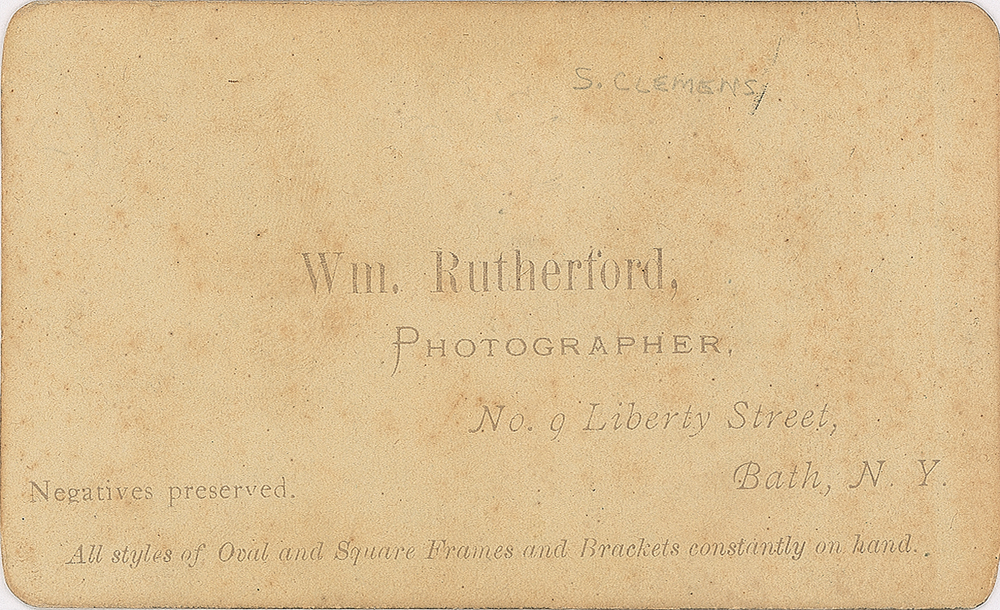 S. CLEMENS
Wm. Rutherford,
PHOTOGRAPHER,
No. 9 Liberty Street,
Bath, N. Y.
Negatives preserved.
All styles of Oval and Square Frames and Brackets constantly on hand.